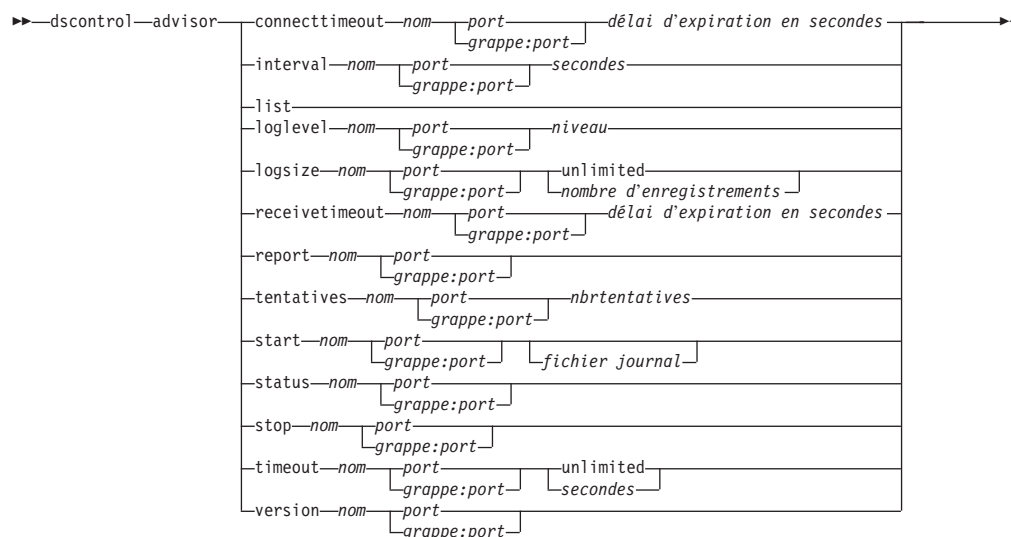 dscontrol advisor connecttimeout nom port délai d'expiration en secondes
grappe:port
interval nom port secondes
grappe:port
list
loglevel nom port niveau
grappe:port
logsize nom port unlimited
grappe:port nombre d'enregistrements
receivetimeout nom port délai d'expiration en secondes
grappe:port
report nom port
grappe:port
tentatives nom port nbrtentatives
grappe:port
start nom port
grappe:port fichier journal
status nom port
grappe:port
stop nom port
grappe:port
timeout nom port unlimited
grappe:port secondes
version nom port
grappe:port